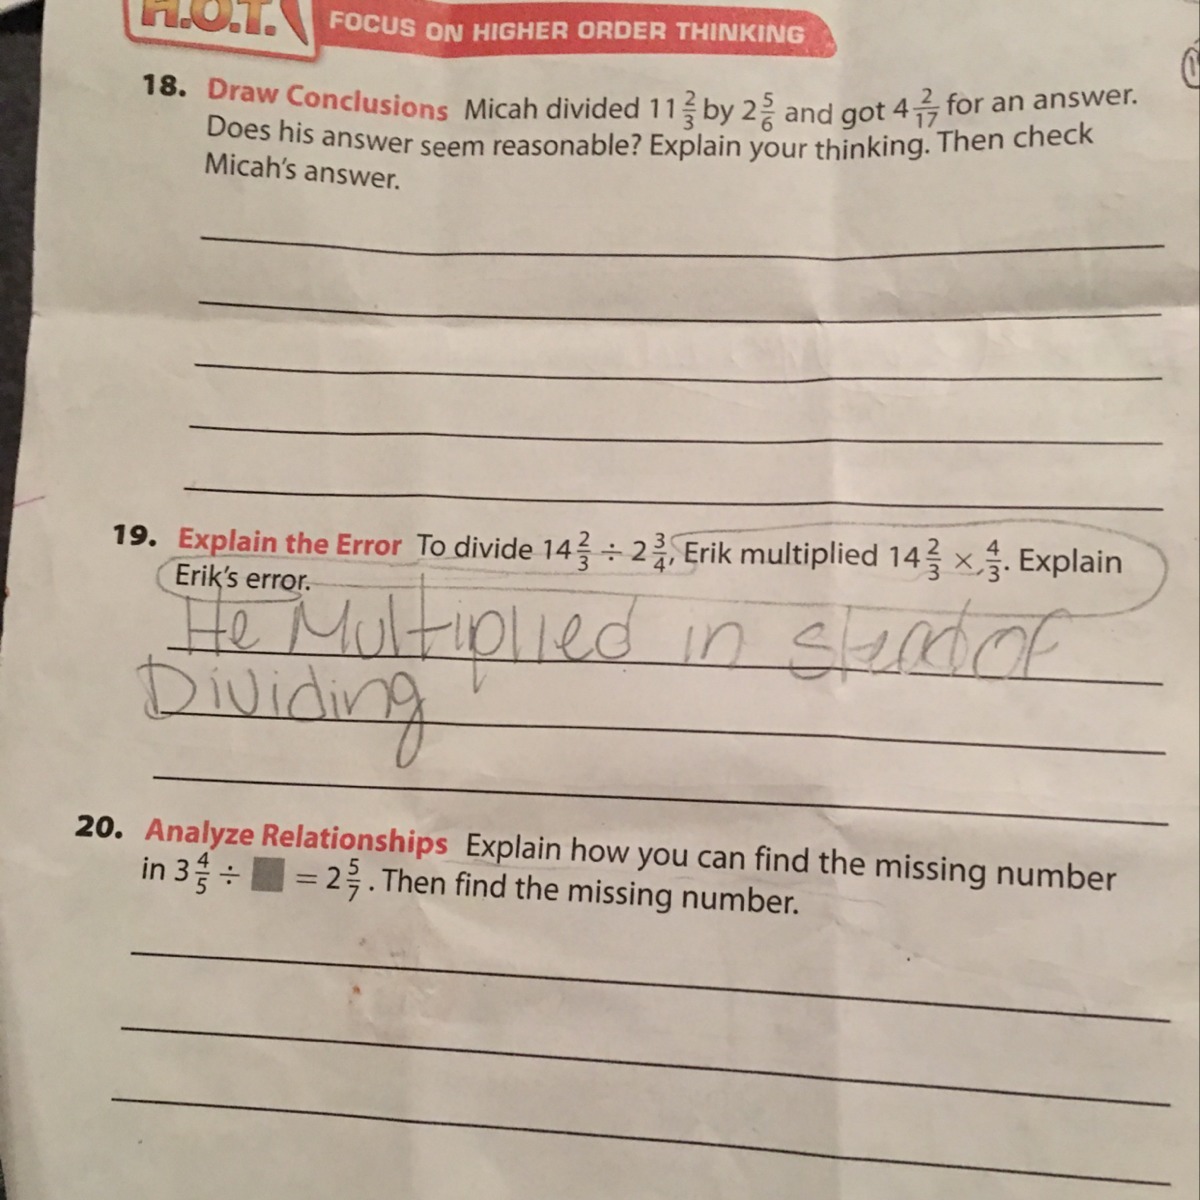 H.O.T. FOCUS ON HIGHER ORDER THINKING
18. Draw Conclusions Micah divided 11 2/3 by 2 5/6 and got 4 2/17 for an answer.
Does his answer seem reasonable? Explain your thinking. Then check
Micah's answer.
19. Explain the Error To divide 14 2/3 ÷ 2 3/4, Erik multiplied 14 2/3 × 4/3. Explain
Erik's error.
He Multiplied in stead of
Dividing
20. Analyze Relationships Explain how you can find the missing number
in 3 4/5 ÷ ■ = 2 5/7. Then find the missing number.